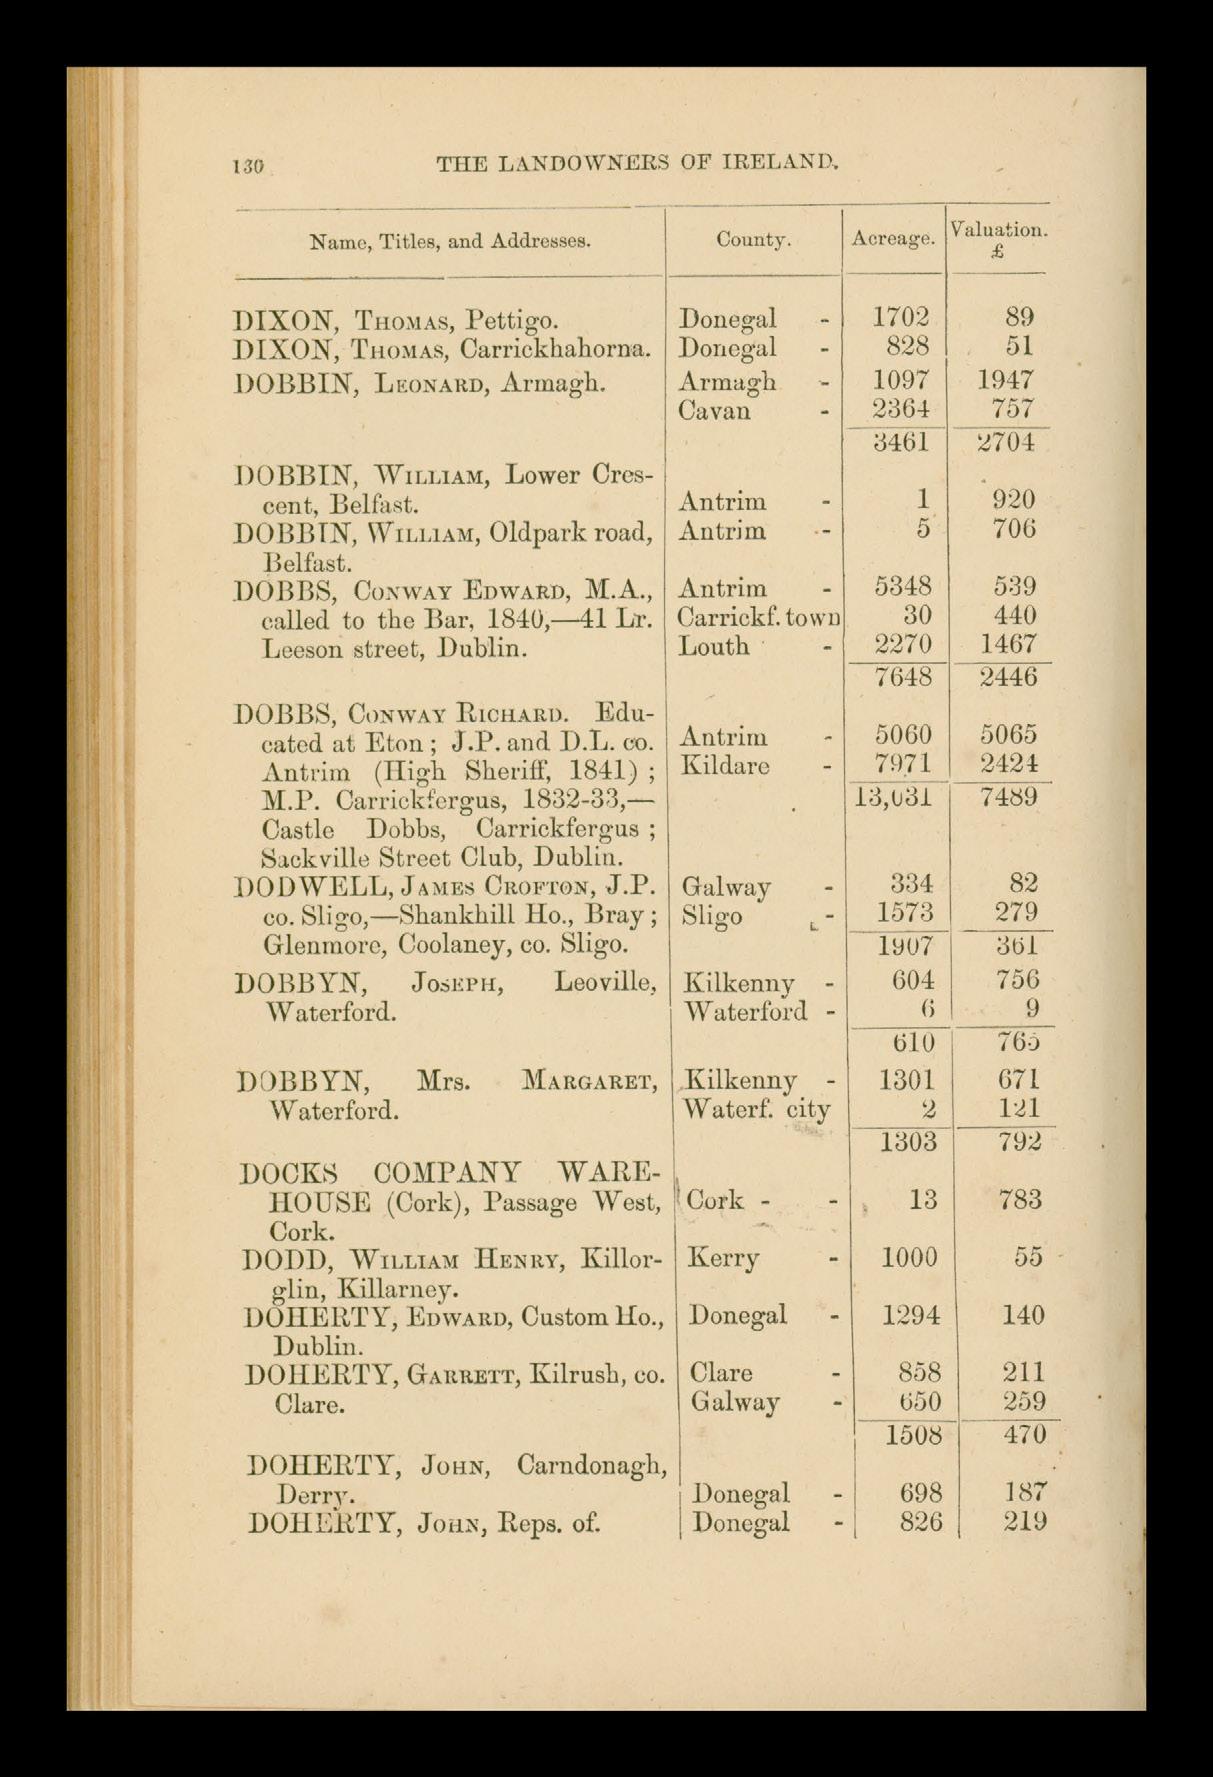 130 THE LANDOWNERS OF IRELAND.
Name, Titles, and Addresses. County. Acreage. Valuation. £
DIXON, THOMAS, Pettigo. Donegal - 1702 89
DIXON, THOMAS, Carrickhahorna. Donegal - 828 51
DOBBIN, LEONARD, Armagh. Armagh - 1097 1947
Cavan - 2364 757
3461 2704
DOBBIN, WILLIAM, Lower Cres-
cent, Belfast. Antrim - 1 920
DOBBIN, WILLIAM, Oldpark road, Antrim - 5 706
Belfast.
DOBBS, CONWAY EDWARD, M.A., Antrim - 5348 539
called to the Bar, 1840,—41 Lr. Carrickf. town 30 440
Leeson street, Dublin. Louth - 2270 1467
7648 2446
DOBBS, CONWAY RICHARD. Edu-
cated at Eton; J.P. and D.L. co. Antrim - 5060 5065
Antrim (High Sheriff, 1841); Kildare - 7971 2424
M.P. Carrickfergus, 1832-33,— 13,031 7489
Castle Dobbs, Carrickfergus;
Sackville Street Club, Dublin.
DODWELL, JAMES CROFTON, J.P. Galway - 334 82
co. Sligo,—Shankhill Ho., Bray; Sligo - 1573 279
Glenmore, Coolaney, co. Sligo. 1907 361
DOBBYN, JOSEPH, Leoville, Kilkenny - 604 756
Waterford. Waterford - 6 9
610 765
DOBBYN, Mrs. MARGARET, Kilkenny - 1301 671
Waterford. Waterf. city 2 121
1303 792
DOCKS COMPANY WARE-
HOUSE (Cork), Passage West, Cork - - 13 783
Cork.
DODD, WILLIAM HENRY, Killor- Kerry - 1000 55
glin, Killarney.
DOHERTY, EDWARD, Custom Ho., Donegal - 1294 140
Dublin.
DOHERTY, GARRETT, Kilrush, co. Clare - 858 211
Clare. Galway - 650 259
1508 470
DOHERTY, JOHN, Carndonagh,
Derry. Donegal - 698 187
DOHERTY, JOHN, Reps. of. Donegal - 826 219